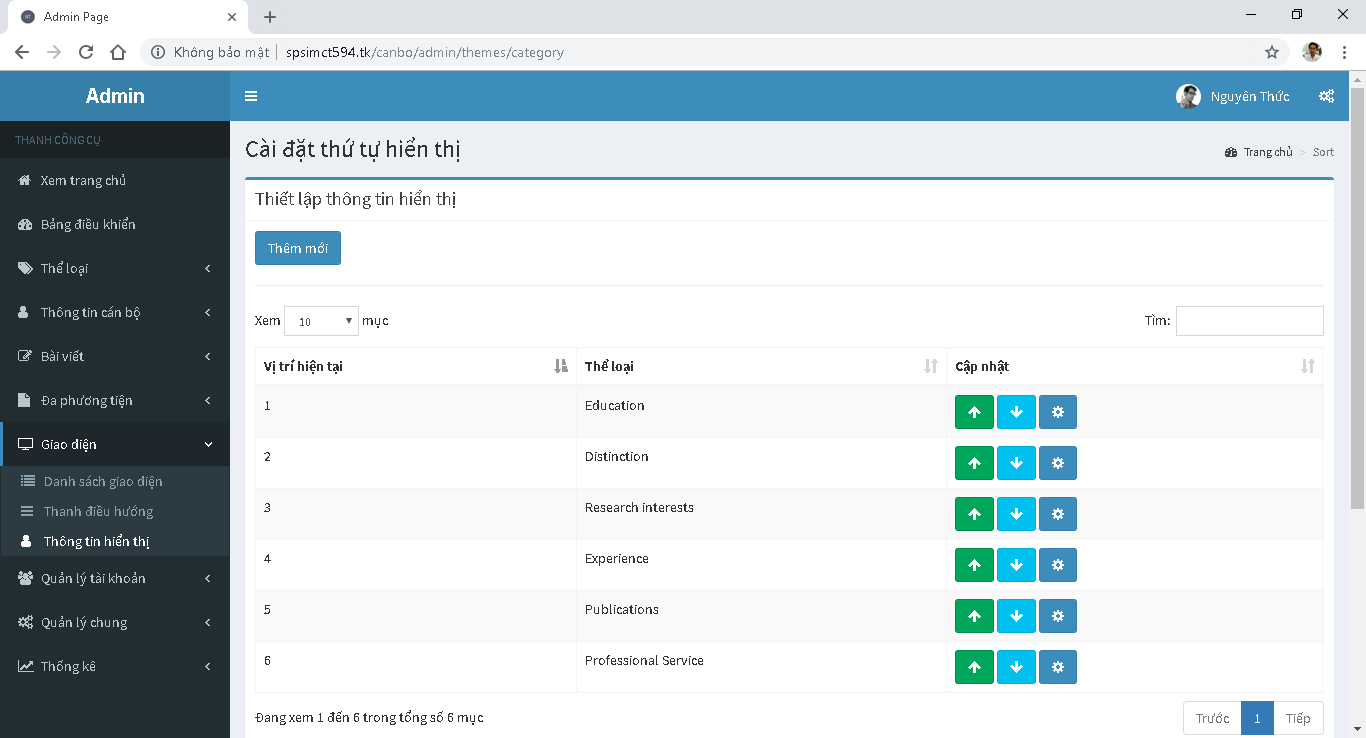 Admin Page
Không bảo mật
spsimct594.tk/canbo/admin/themes/category
Admin
Nguyên Thức
THANH CÔNG CỤ
Xem trang chủ
Bảng điều khiển
Thể loại
Thông tin cán bộ
Bài viết
Đa phương tiện
Giao diện
Danh sách giao diện
Thanh điều hướng
Thông tin hiển thị
Quản lý tài khoản
Quản lý chung
Thống kê
Cài đặt thứ tự hiển thị
Trang chủ > Sort
Thiết lập thông tin hiển thị
Thêm mới
Xem 10 mục
Tìm:
Vị trí hiện tại Thể loại Cập nhật
1 Education
2 Distinction
3 Research interests
4 Experience
5 Publications
6 Professional Service
Đang xem 1 đến 6 trong tổng số 6 mục
Trước 1 Tiếp